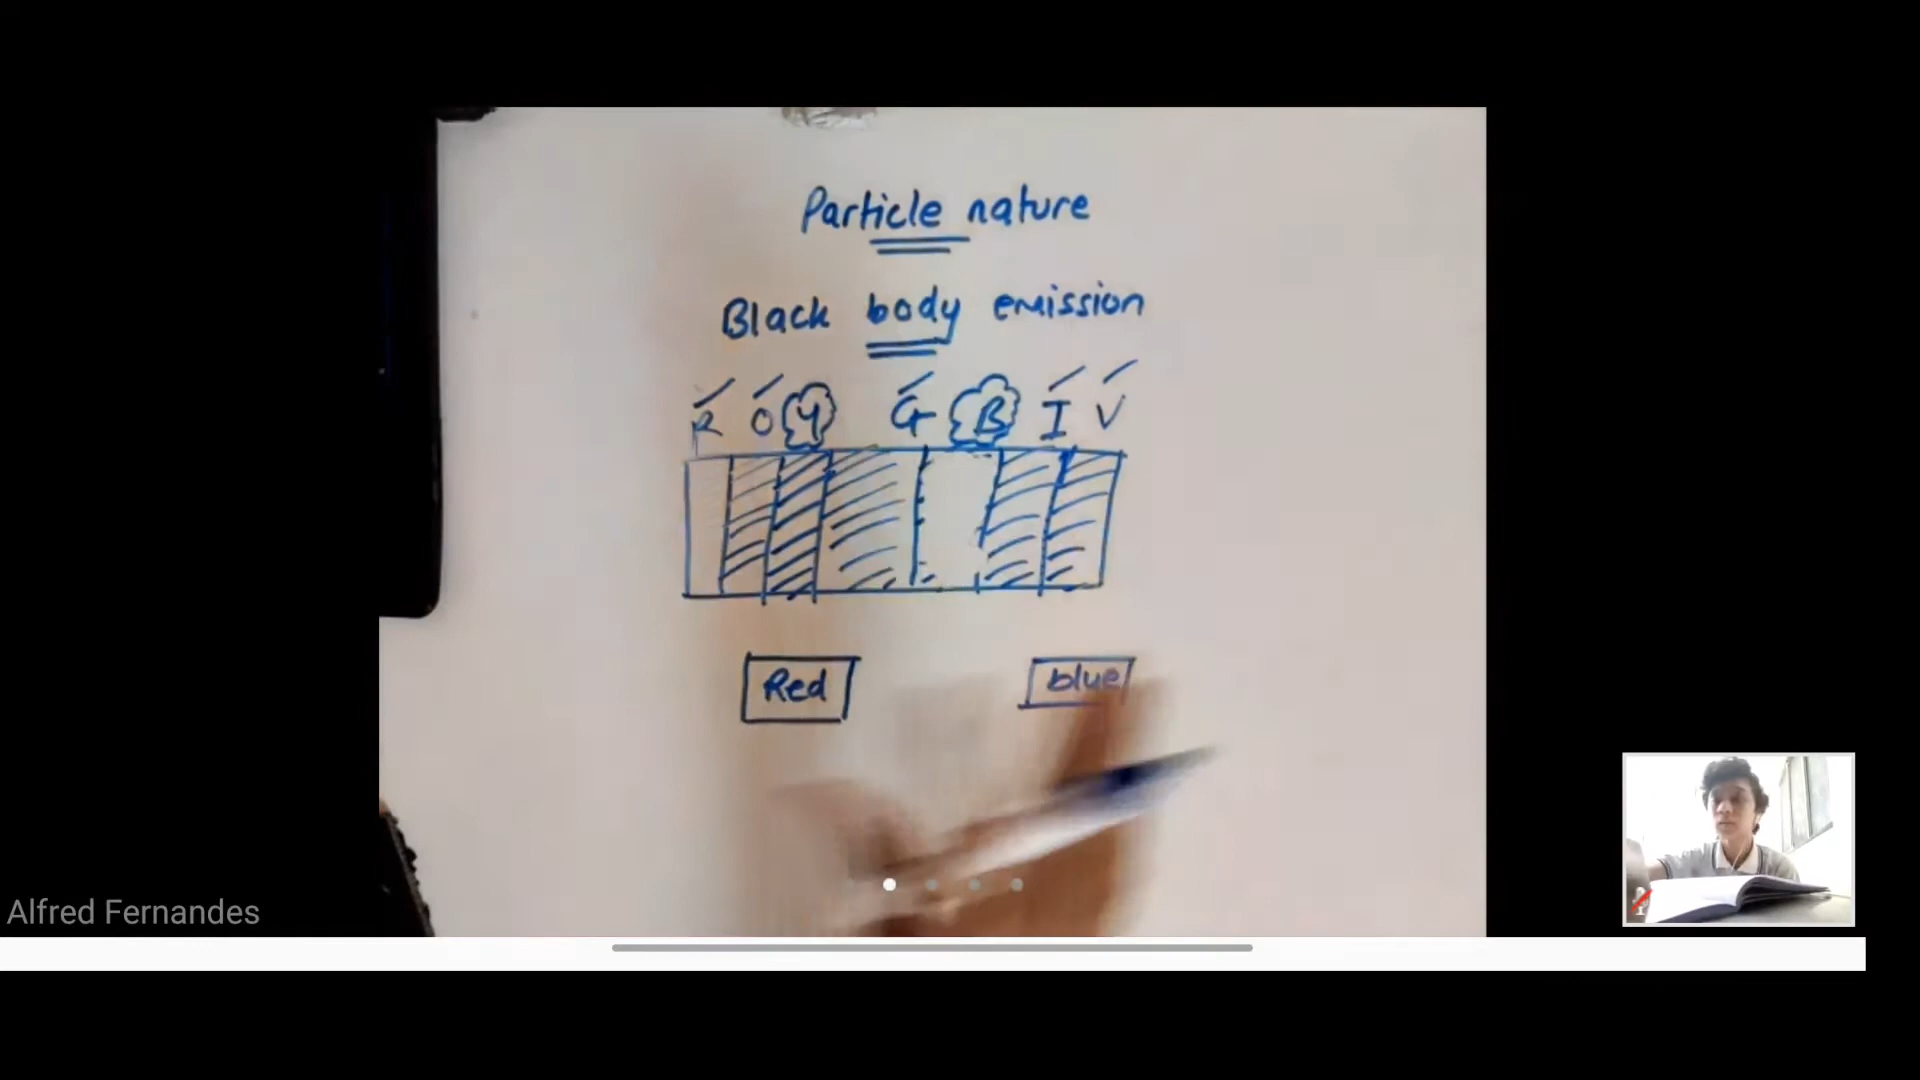 Particle nature
Black body emission
R O Y G B I V
Red blue
Alfred Fernandes